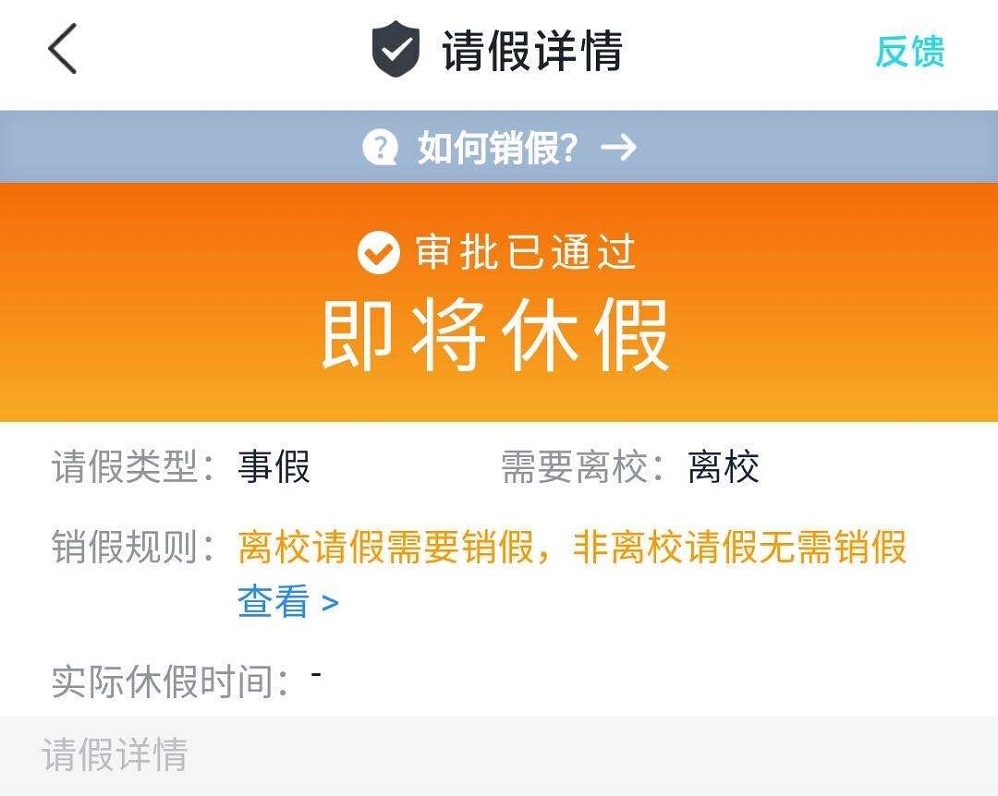 请假详情
反馈
如何销假？→
审批已通过
即将休假
请假类型：事假
需要离校：离校
销假规则：离校请假需要销假，非离校请假无需销假
查看 >
实际休假时间：-
请假详情